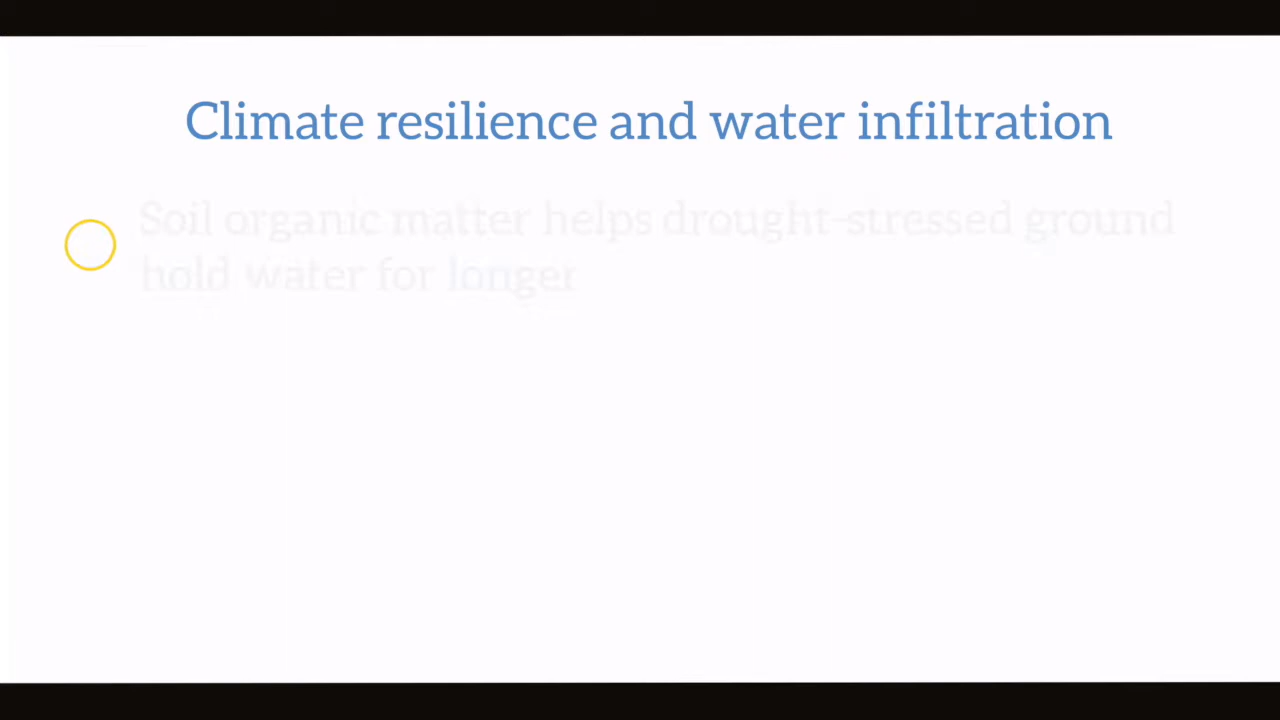 Climate resilience and water infiltration
Soil organic matter helps drought-stressed ground
hold water for longer